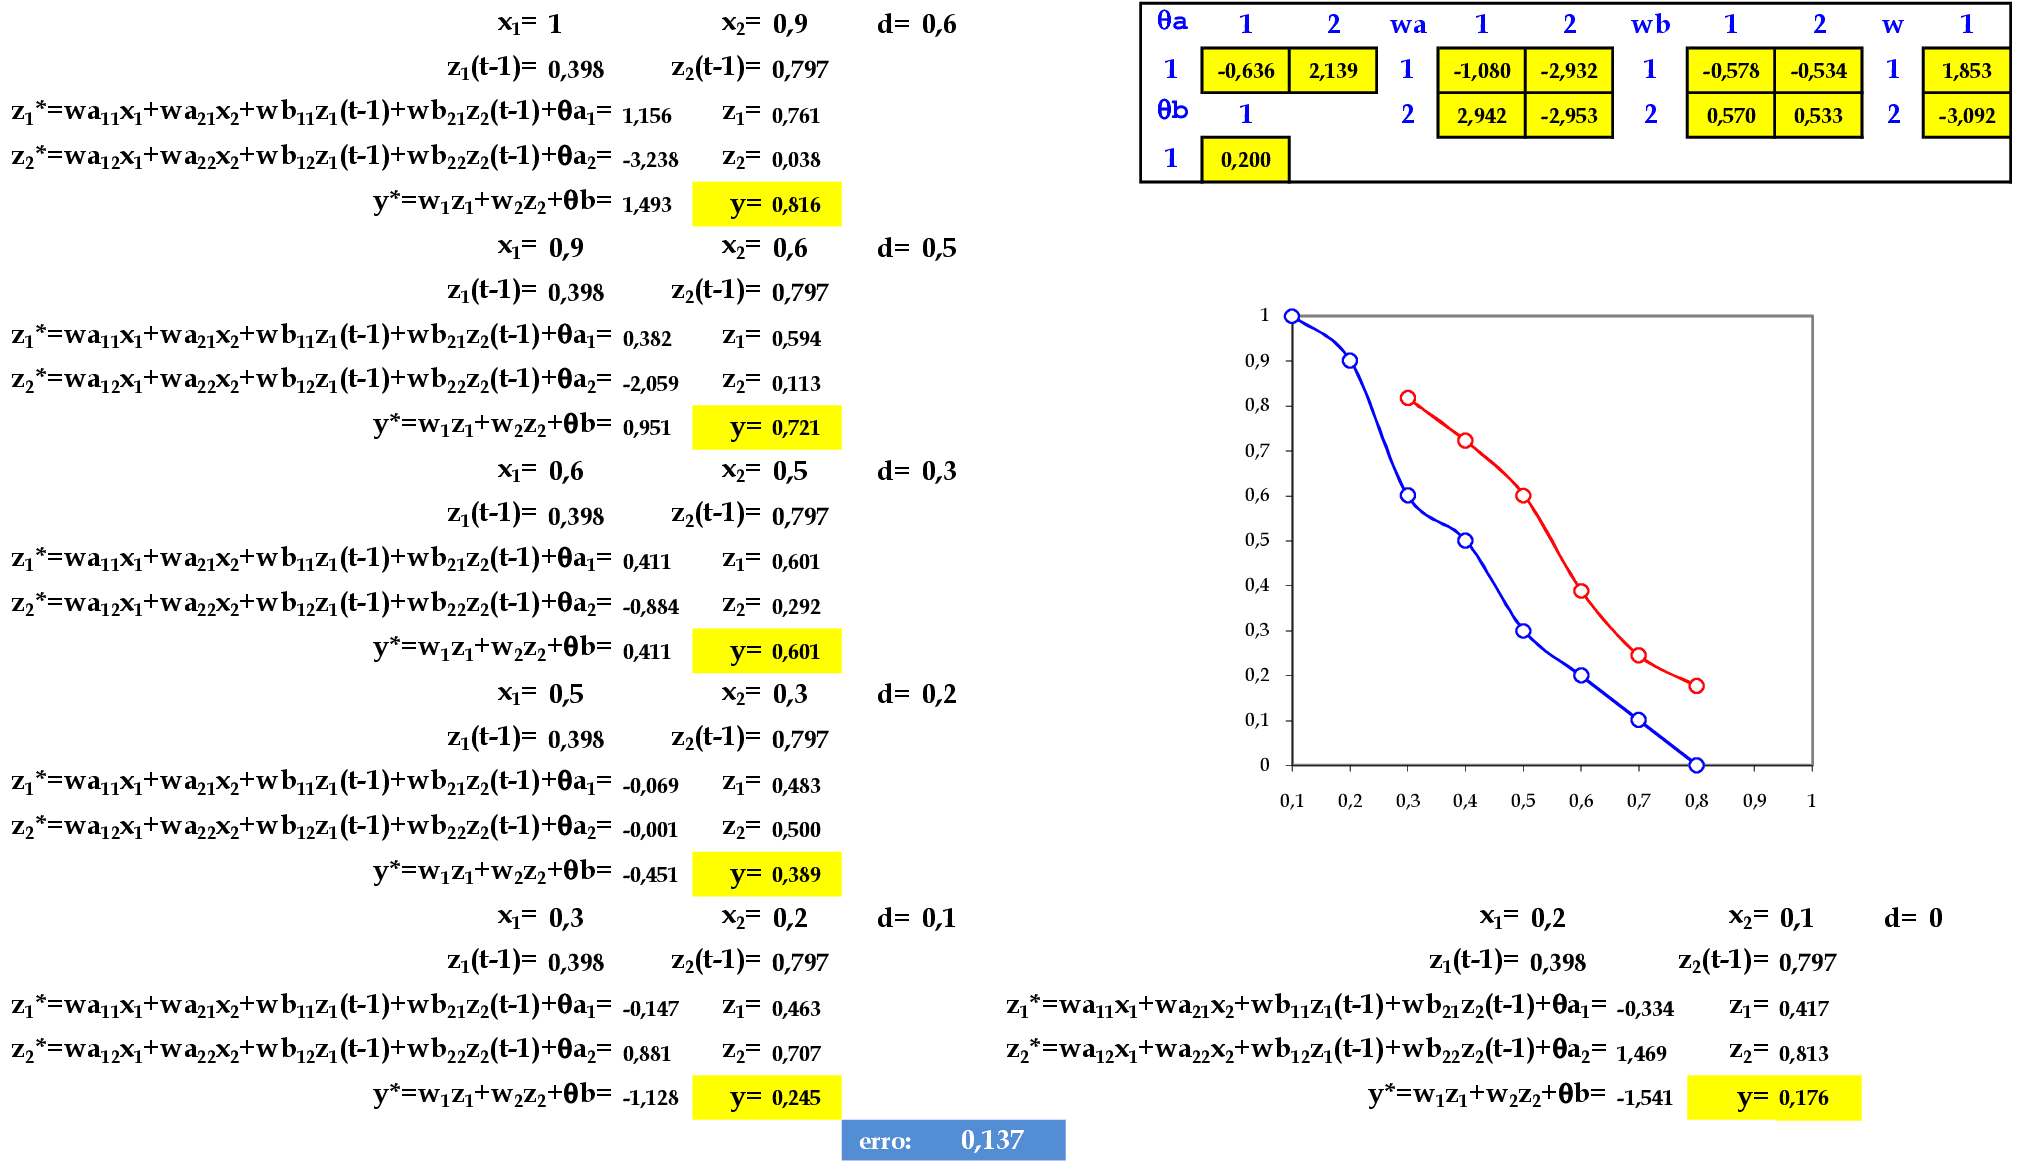 x₁= 1 x₂= 0,9 d= 0,6
z₁(t-1)= 0,398 z₂(t-1)= 0,797
z₁*=wa₁₁x₁+wa₂₁x₂+wb₁₁z₁(t-1)+wb₂₁z₂(t-1)+θa₁= 1,156 z₁= 0,761
z₂*=wa₁₂x₁+wa₂₂x₂+wb₁₂z₁(t-1)+wb₂₂z₂(t-1)+θa₂= -3,238 z₂= 0,038
y*=w₁z₁+w₂z₂+θb= 1,493 y= 0,816
x₁= 0,9 x₂= 0,6 d= 0,5
z₁(t-1)= 0,398 z₂(t-1)= 0,797
z₁*=wa₁₁x₁+wa₂₁x₂+wb₁₁z₁(t-1)+wb₂₁z₂(t-1)+θa₁= 0,382 z₁= 0,594
z₂*=wa₁₂x₁+wa₂₂x₂+wb₁₂z₁(t-1)+wb₂₂z₂(t-1)+θa₂= -2,059 z₂= 0,113
y*=w₁z₁+w₂z₂+θb= 0,951 y= 0,721
x₁= 0,6 x₂= 0,5 d= 0,3
z₁(t-1)= 0,398 z₂(t-1)= 0,797
z₁*=wa₁₁x₁+wa₂₁x₂+wb₁₁z₁(t-1)+wb₂₁z₂(t-1)+θa₁= 0,411 z₁= 0,601
z₂*=wa₁₂x₁+wa₂₂x₂+wb₁₂z₁(t-1)+wb₂₂z₂(t-1)+θa₂= -0,884 z₂= 0,292
y*=w₁z₁+w₂z₂+θb= 0,411 y= 0,601
x₁= 0,5 x₂= 0,3 d= 0,2
z₁(t-1)= 0,398 z₂(t-1)= 0,797
z₁*=wa₁₁x₁+wa₂₁x₂+wb₁₁z₁(t-1)+wb₂₁z₂(t-1)+θa₁= -0,069 z₁= 0,483
z₂*=wa₁₂x₁+wa₂₂x₂+wb₁₂z₁(t-1)+wb₂₂z₂(t-1)+θa₂= -0,001 z₂= 0,500
y*=w₁z₁+w₂z₂+θb= -0,451 y= 0,389
x₁= 0,3 x₂= 0,2 d= 0,1
z₁(t-1)= 0,398 z₂(t-1)= 0,797
z₁*=wa₁₁x₁+wa₂₁x₂+wb₁₁z₁(t-1)+wb₂₁z₂(t-1)+θa₁= -0,147 z₁= 0,463
z₂*=wa₁₂x₁+wa₂₂x₂+wb₁₂z₁(t-1)+wb₂₂z₂(t-1)+θa₂= 0,881 z₂= 0,707
y*=w₁z₁+w₂z₂+θb= -1,128 y= 0,245
erro: 0,137
θa 1 2 wa 1 2 wb 1 2 w 1
1 -0,636 2,139 1 -1,080 -2,932 1 -0,578 -0,534 1 1,853
θb 1 2 2,942 -2,953 2 0,570 0,533 2 -3,092
1 0,200
1
0,9
0,8
0,7
0,6
0,5
0,4
0,3
0,2
0,1
0
0,1 0,2 0,3 0,4 0,5 0,6 0,7 0,8 0,9 1
x₁= 0,2 x₂= 0,1 d= 0
z₁(t-1)= 0,398 z₂(t-1)= 0,797
z₁*=wa₁₁x₁+wa₂₁x₂+wb₁₁z₁(t-1)+wb₂₁z₂(t-1)+θa₁= -0,334 z₁= 0,417
z₂*=wa₁₂x₁+wa₂₂x₂+wb₁₂z₁(t-1)+wb₂₂z₂(t-1)+θa₂= 1,469 z₂= 0,813
y*=w₁z₁+w₂z₂+θb= -1,541 y= 0,176